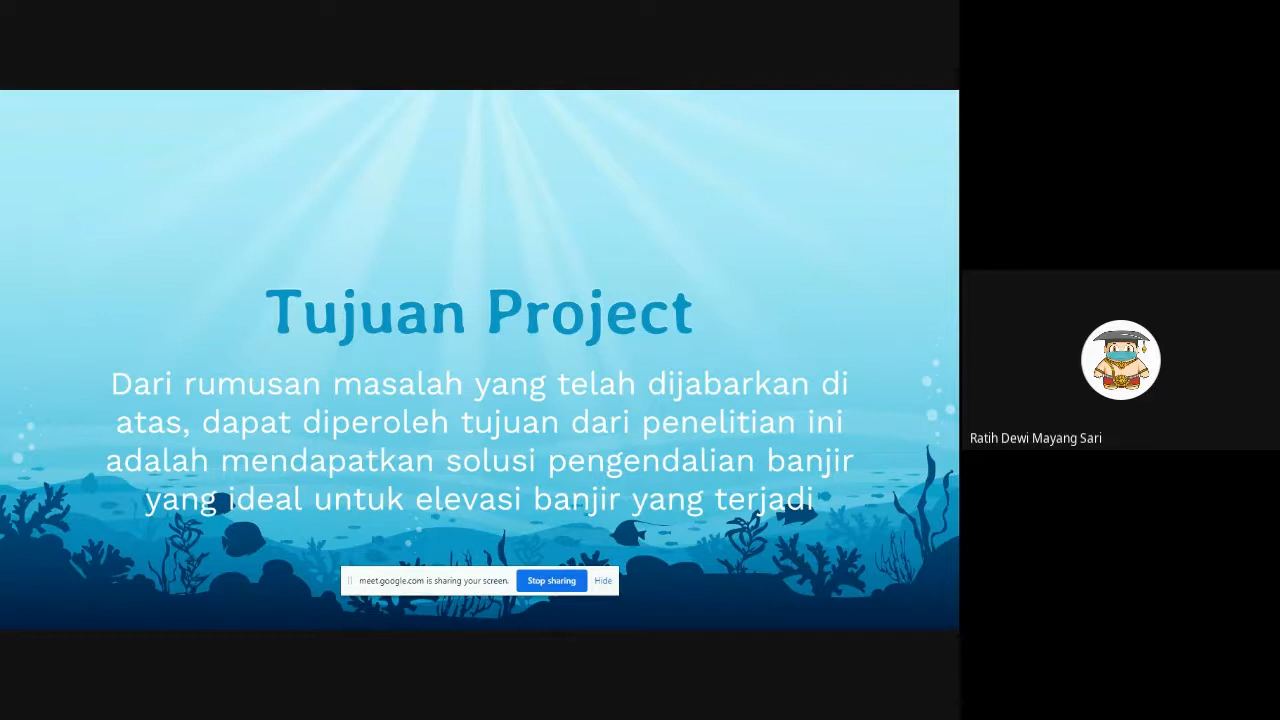 Tujuan Project
Dari rumusan masalah yang telah dijabarkan di
atas, dapat diperoleh tujuan dari penelitian ini
adalah mendapatkan solusi pengendalian banjir
yang ideal untuk elevasi banjir yang terjadi
meet.google.com is sharing your screen. Stop sharing Hide
Ratih Dewi Mayang Sari